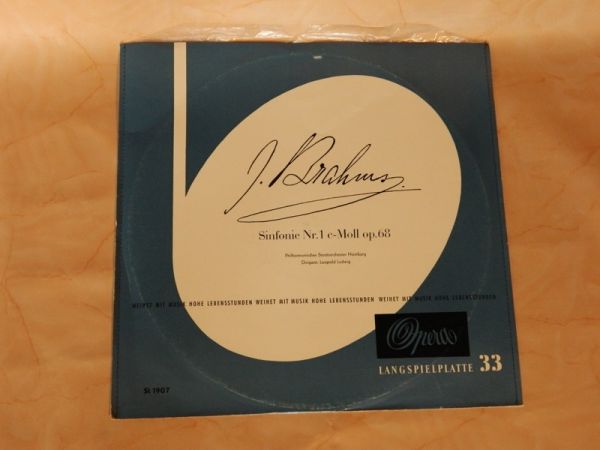 J. Brahms.
Sinfonie Nr.1 c-Moll op.68
Philharmonisches Staatsorchester Hamburg
Dirigent: Leopold Ludwig
WEIHET MIT MUSIK HOHE LEBENSSTUNDEN WEIHET MIT MUSIK HOHE LEBENSSTUNDEN WEIHET MIT MUSIK HOHE LEBENSSTUNDEN
Opera
LANGSPIELPLATTE 33
St 1907